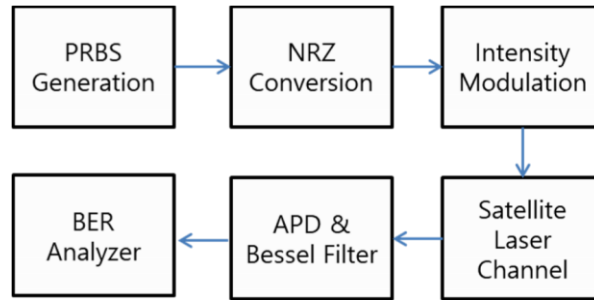 PRBS
Generation
NRZ
Conversion
Intensity
Modulation
Satellite
Laser
Channel
APD &
Bessel Filter
BER
Analyzer